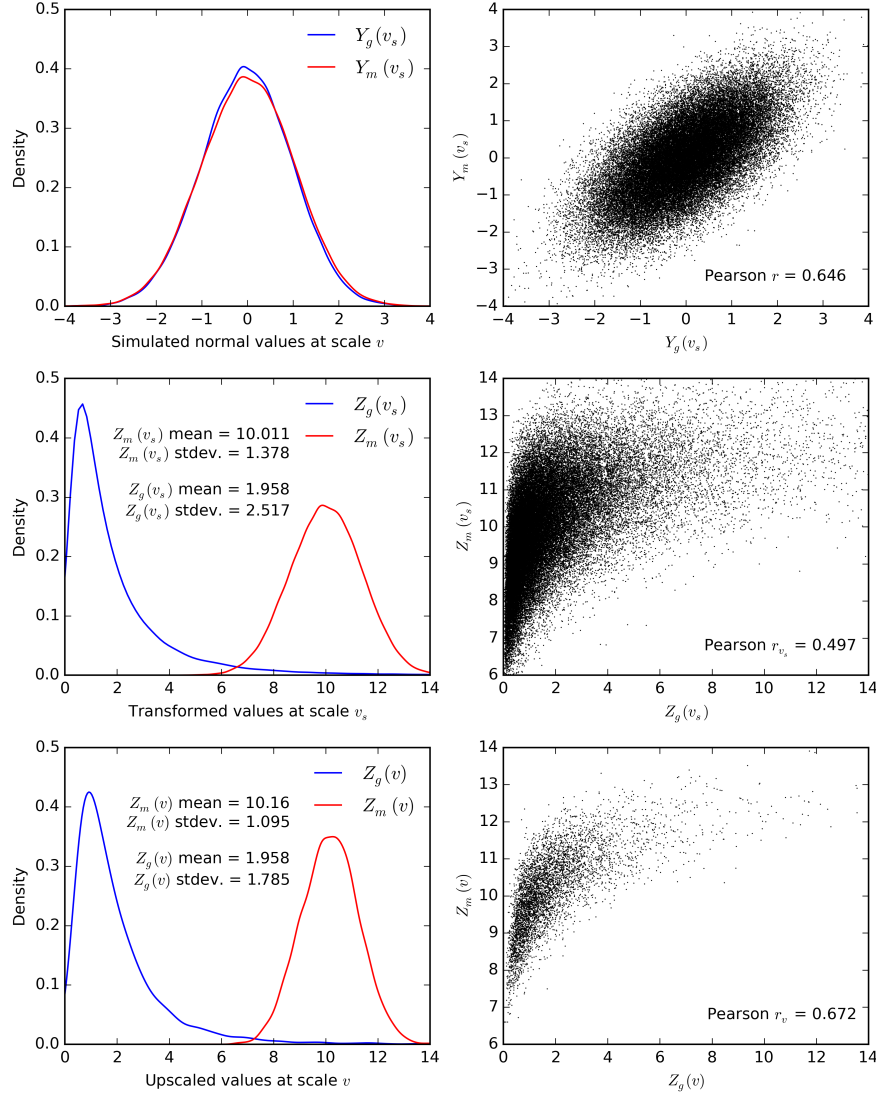 0.5
0.4
0.3
0.2
0.1
0.0
Density
−4 −3 −2 −1 0 1 2 3 4
Simulated normal values at scale v
Y_g(v_s)
Y_m(v_s)
4
3
2
1
0
−1
−2
−3
−4
Y_m(v_s)
Pearson r = 0.646
−4 −3 −2 −1 0 1 2 3 4
Y_g(v_s)
0.5
0.4
0.3
0.2
0.1
0.0
Density
Z_g(v_s)
Z_m(v_s)
Z_m(v_s) mean = 10.011
Z_m(v_s) stdev. = 1.378
Z_g(v_s) mean = 1.958
Z_g(v_s) stdev. = 2.517
0 2 4 6 8 10 12 14
Transformed values at scale v_s
14
13
12
11
10
9
8
7
6
Z_m(v_s)
Pearson r_{v_s} = 0.497
0 2 4 6 8 10 12 14
Z_g(v_s)
0.5
0.4
0.3
0.2
0.1
0.0
Density
Z_g(v)
Z_m(v)
Z_m(v) mean = 10.16
Z_m(v) stdev. = 1.095
Z_g(v) mean = 1.958
Z_g(v) stdev. = 1.785
0 2 4 6 8 10 12 14
Upscaled values at scale v
14
13
12
11
10
9
8
7
6
Z_m(v)
Pearson r_v = 0.672
0 2 4 6 8 10 12 14
Z_g(v)